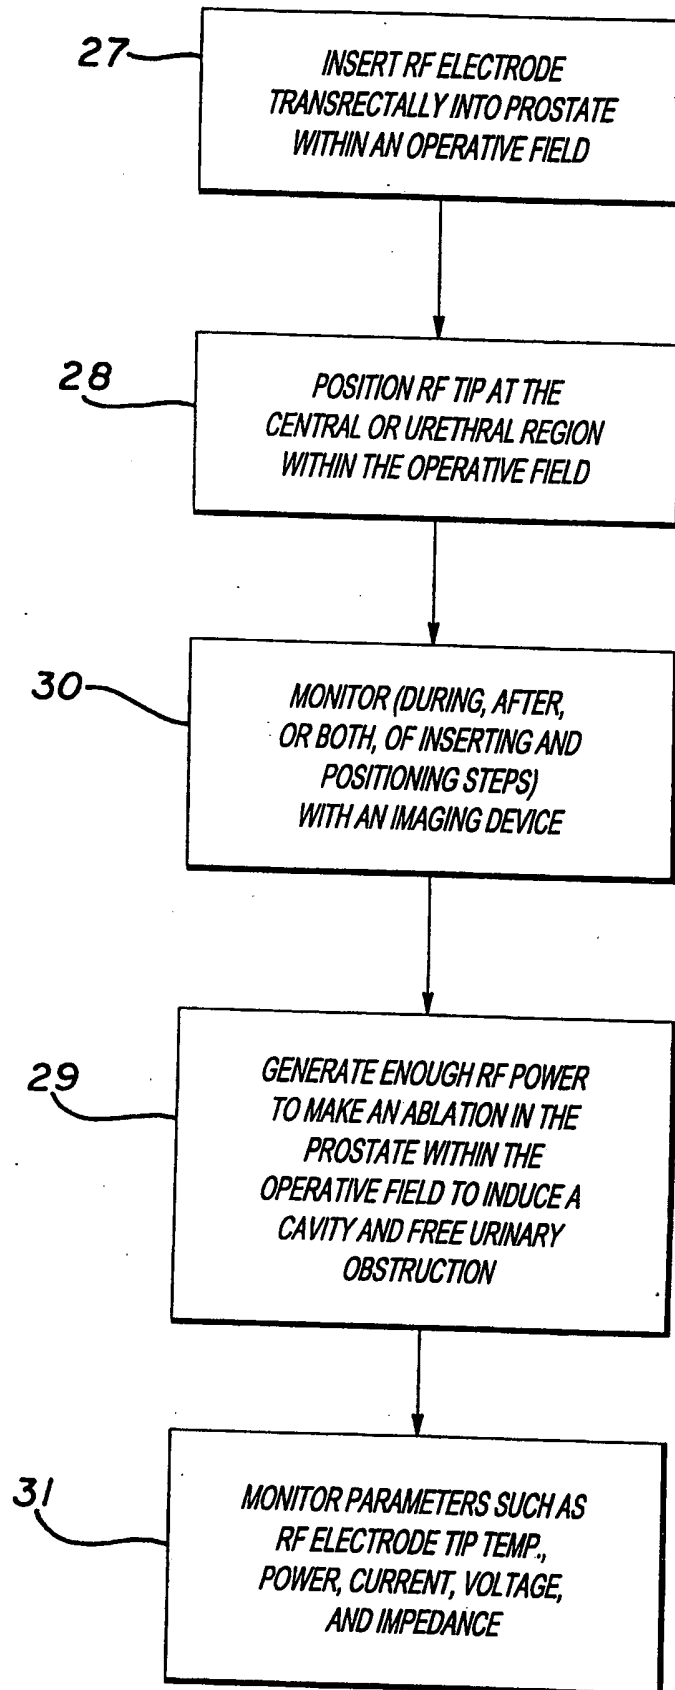 27
INSERT RF ELECTRODE
TRANSRECTALLY INTO PROSTATE
WITHIN AN OPERATIVE FIELD
28
POSITION RF TIP AT THE
CENTRAL OR URETHRAL REGION
WITHIN THE OPERATIVE FIELD
30
MONITOR (DURING, AFTER,
OR BOTH, OF INSERTING AND
POSITIONING STEPS)
WITH AN IMAGING DEVICE
29
GENERATE ENOUGH RF POWER
TO MAKE AN ABLATION IN THE
PROSTATE WITHIN THE
OPERATIVE FIELD TO INDUCE A
CAVITY AND FREE URINARY
OBSTRUCTION
31
MONITOR PARAMETERS SUCH AS
RF ELECTRODE TIP TEMP.,
POWER, CURRENT, VOLTAGE,
AND IMPEDANCE